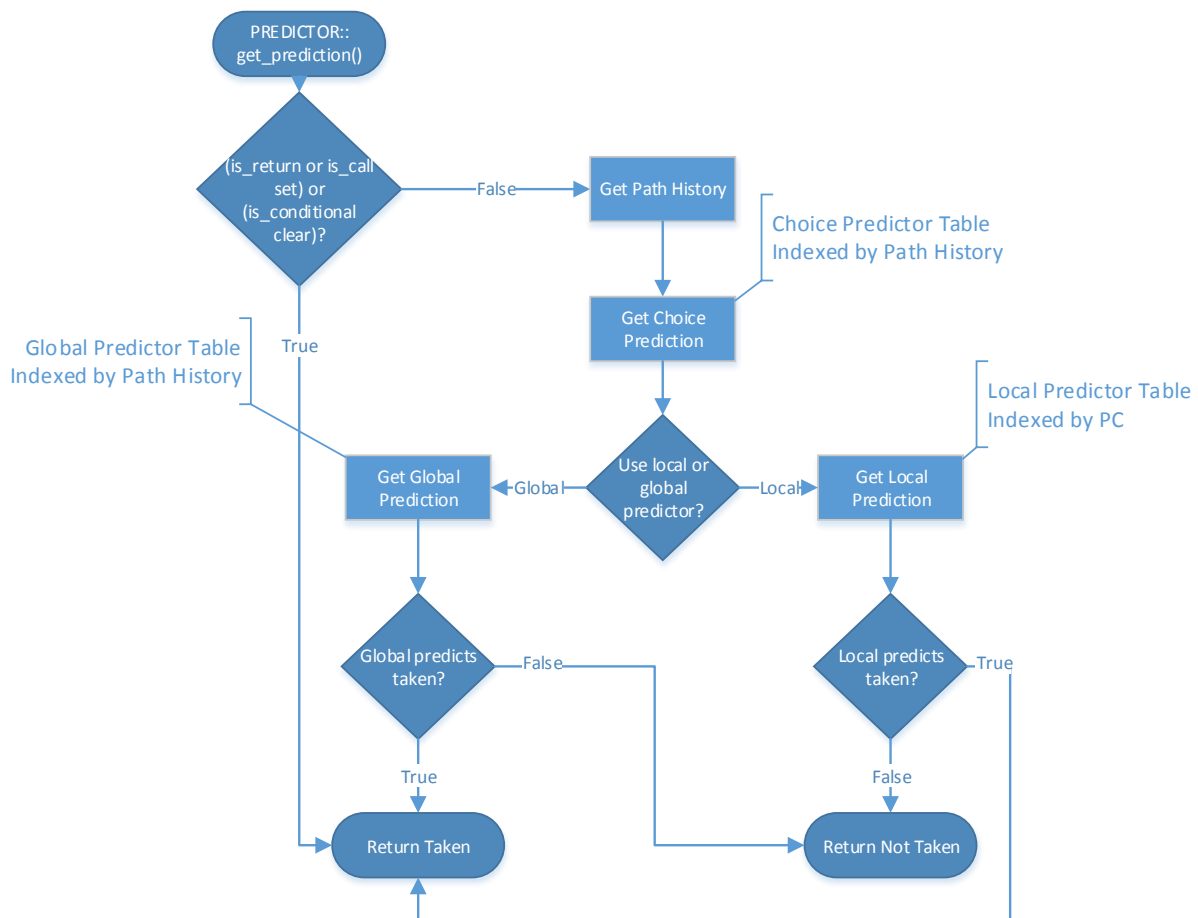 PREDICTOR::
get_prediction()
(is_return or is_call
set) or
(is_conditional
clear)?
False
Get Path History
Choice Predictor Table
Indexed by Path History
Get Choice
Prediction
True
Global Predictor Table
Indexed by Path History
Local Predictor Table
Indexed by PC
Use local or
global
predictor?
Global
Local
Get Global
Prediction
Get Local
Prediction
Global predicts
taken?
False
Local predicts
taken?
True
True
False
Return Taken
Return Not Taken